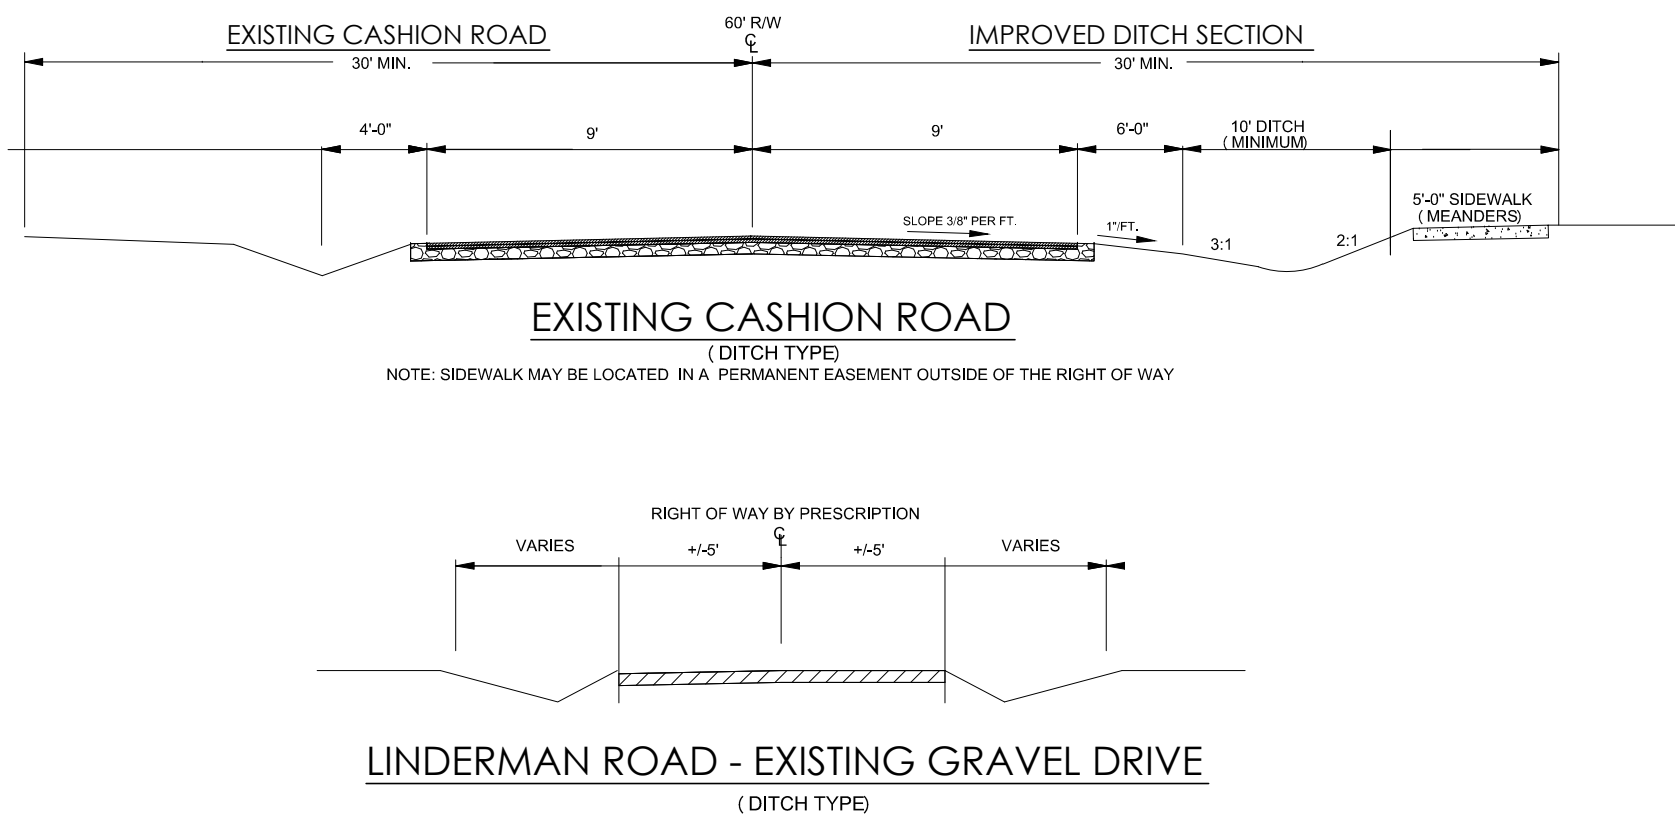 EXISTING CASHION ROAD
60' R/W
IMPROVED DITCH SECTION
℄
30' MIN.
30' MIN.
4'-0"
9'
9'
6'-0"
10' DITCH
( MINIMUM)
5'-0" SIDEWALK
( MEANDERS)
SLOPE 3/8" PER FT.
1"/FT.
3:1
2:1
EXISTING CASHION ROAD
( DITCH TYPE)
NOTE: SIDEWALK MAY BE LOCATED IN A PERMANENT EASEMENT OUTSIDE OF THE RIGHT OF WAY
RIGHT OF WAY BY PRESCRIPTION
℄
VARIES
+/-5'
+/-5'
VARIES
LINDERMAN ROAD - EXISTING GRAVEL DRIVE
( DITCH TYPE)